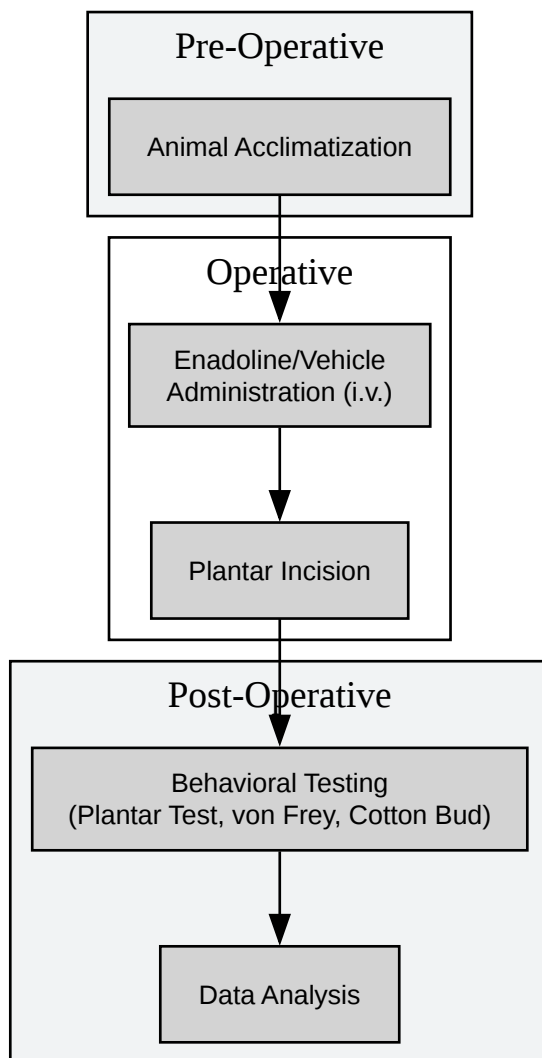 Pre-Operative
Animal Acclimatization
Operative
Enadoline/Vehicle
Administration (i.v.)
Plantar Incision
Post-Operative
Behavioral Testing
(Plantar Test, von Frey, Cotton Bud)
Data Analysis